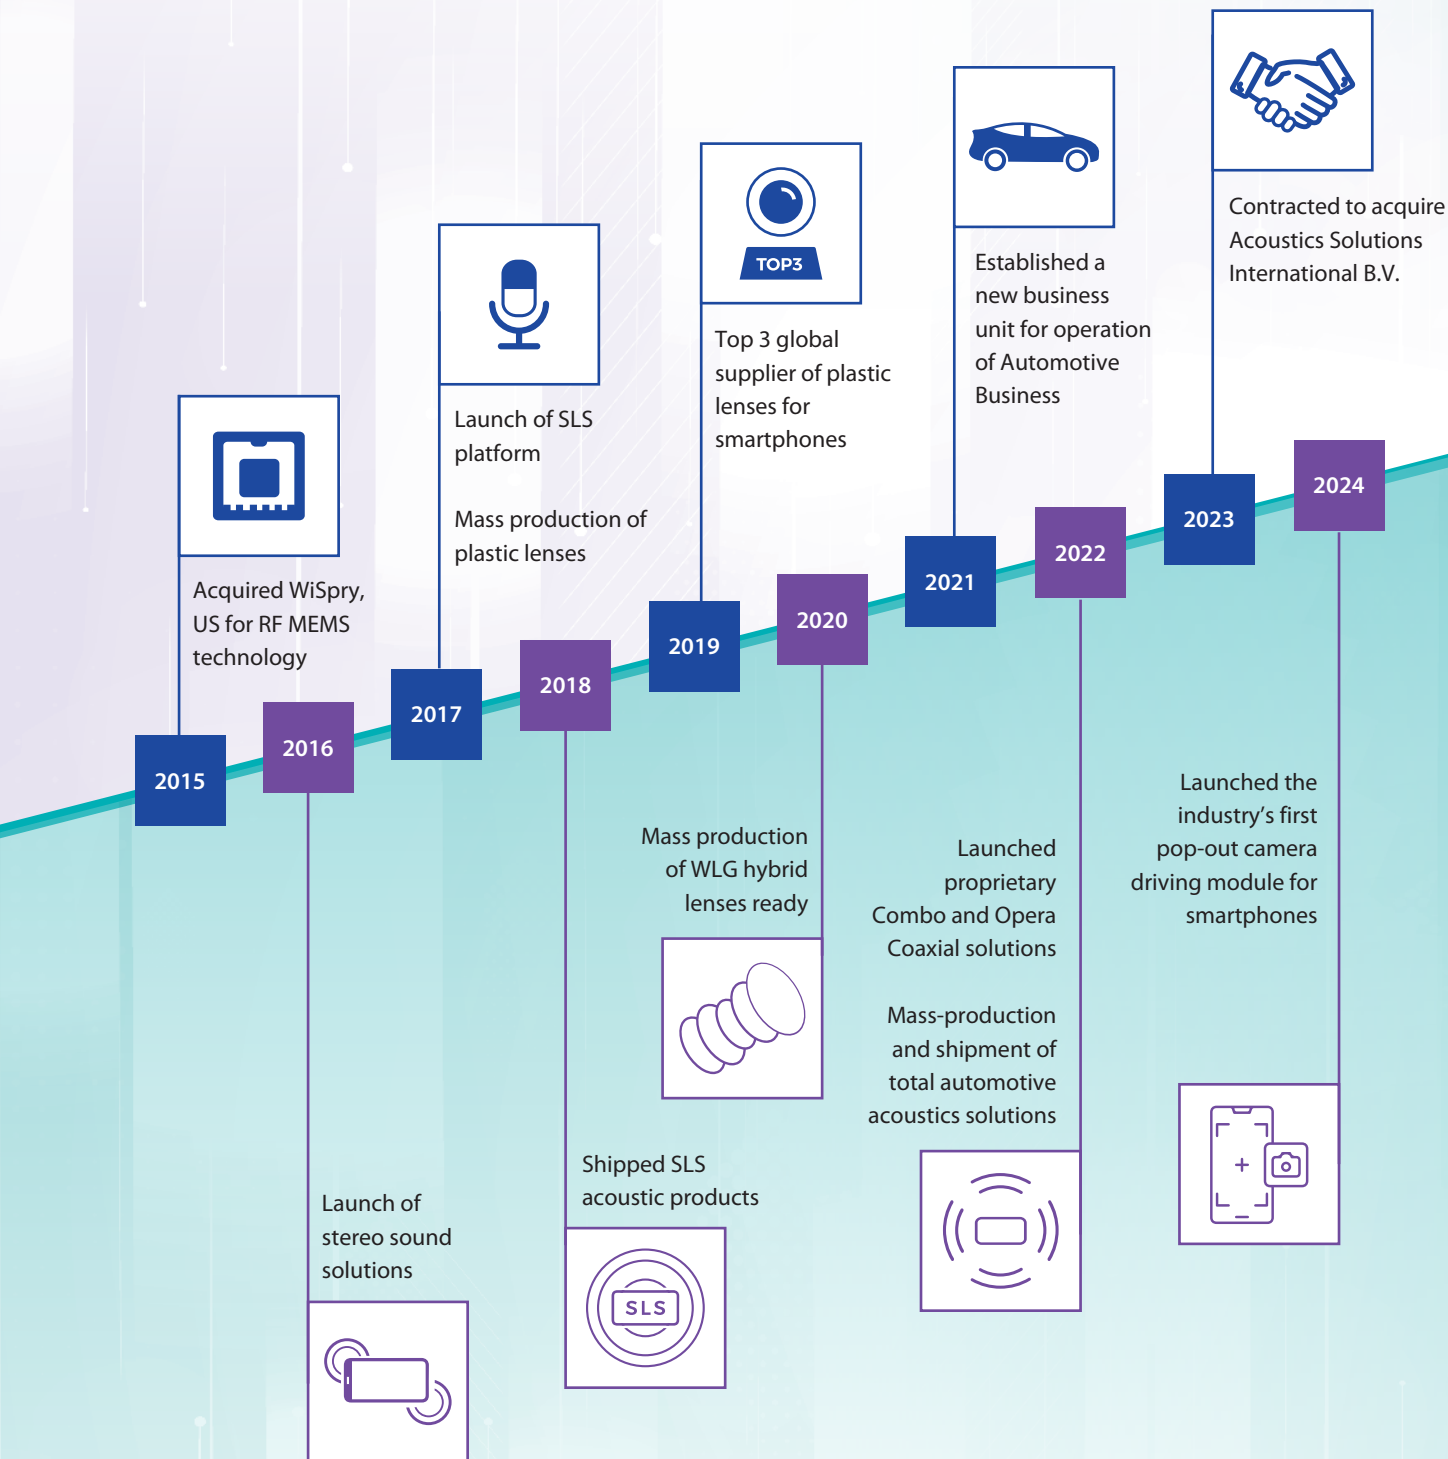 2015
Acquired WiSpry,
US for RF MEMS
technology
2016
Launch of
stereo sound
solutions
2017
Launch of SLS
platform
Mass production of
plastic lenses
2018
Shipped SLS
acoustic products
SLS
2019
TOP3
Top 3 global
supplier of plastic
lenses for
smartphones
2020
Mass production
of WLG hybrid
lenses ready
2021
Established a
new business
unit for operation
of Automotive
Business
2022
Launched
proprietary
Combo and Opera
Coaxial solutions
Mass-production
and shipment of
total automotive
acoustics solutions
2023
Contracted to acquire
Acoustics Solutions
International B.V.
2024
Launched the
industry’s first
pop-out camera
driving module for
smartphones